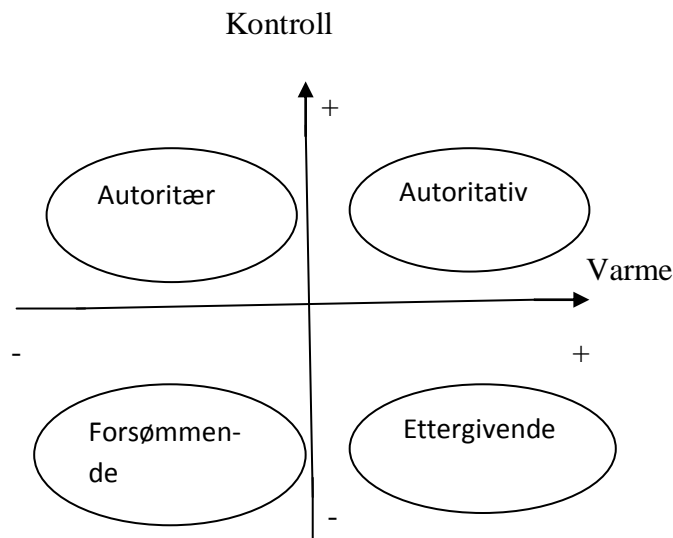 Kontroll
+
Autoritær
Autoritativ
Varme
-
+
Forsømmen-
de
Ettergivende
-